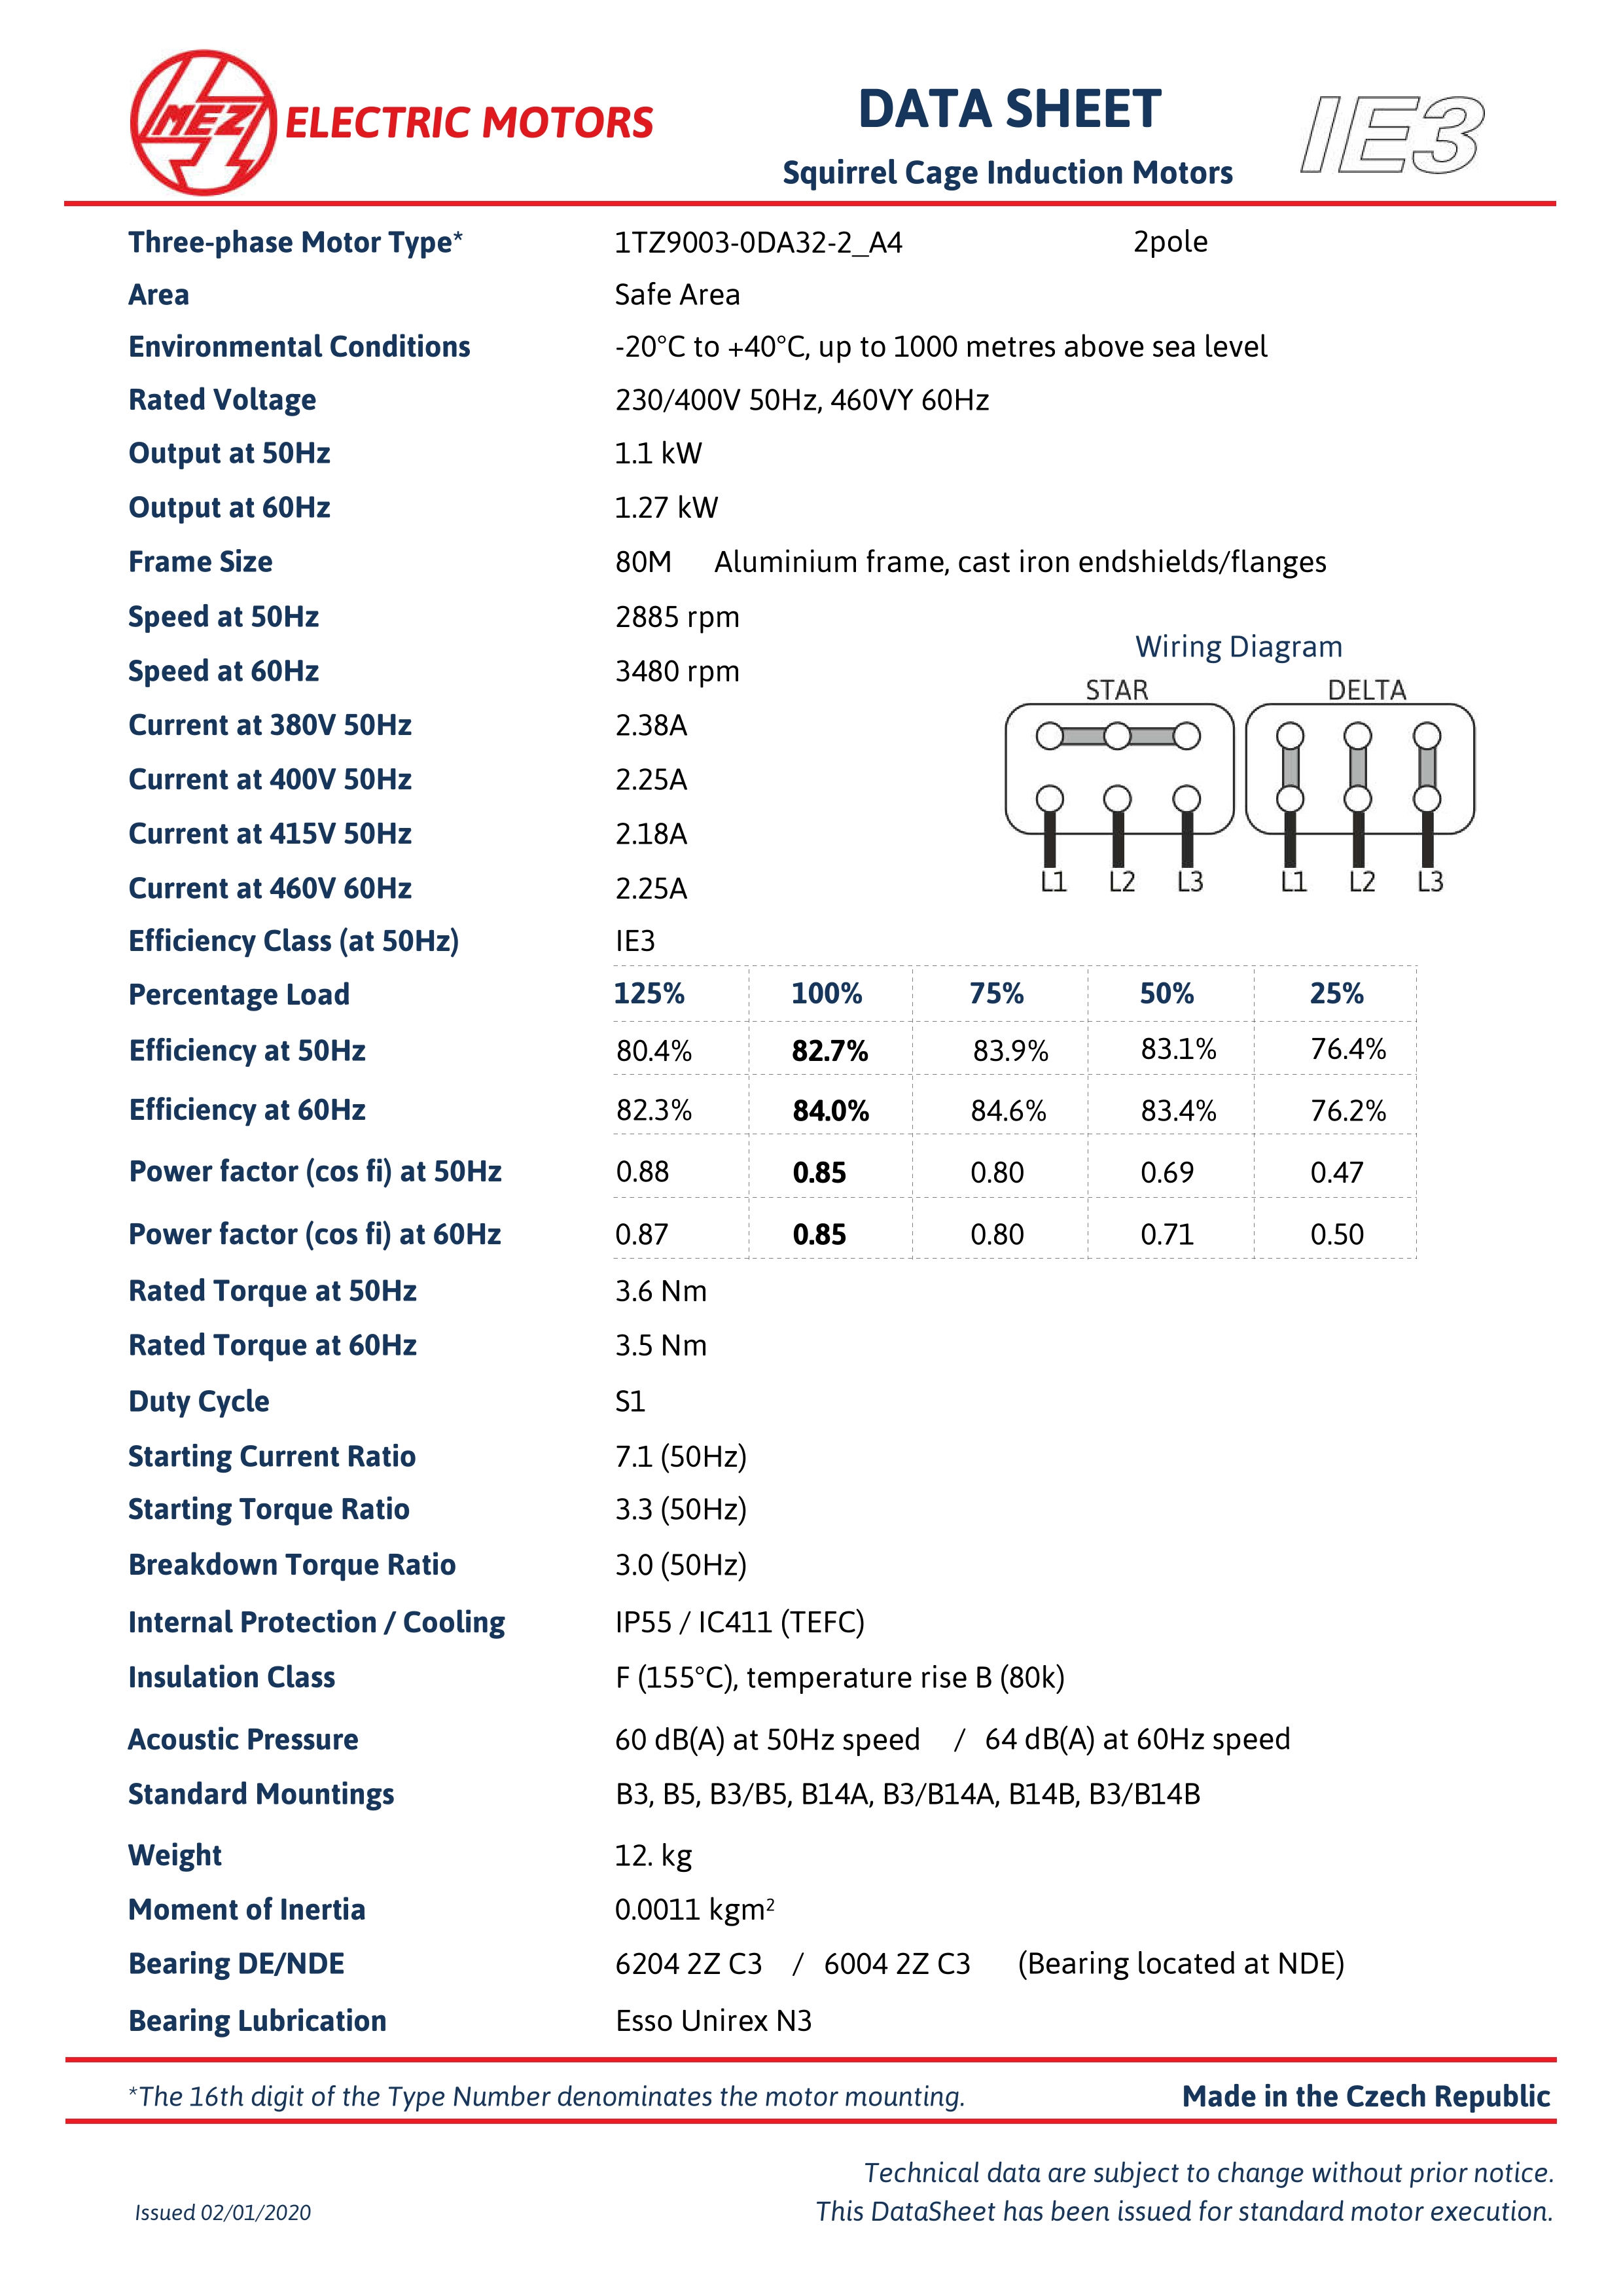 MEZ ELECTRIC MOTORS
DATA SHEET
IE3
Squirrel Cage Induction Motors
Three-phase Motor Type* 1TZ9003-0DA32-2_A4 2pole
Area Safe Area
Environmental Conditions -20°C to +40°C, up to 1000 metres above sea level
Rated Voltage 230/400V 50Hz, 460VY 60Hz
Output at 50Hz 1.1 kW
Output at 60Hz 1.27 kW
Frame Size 80M Aluminium frame, cast iron endshields/flanges
Speed at 50Hz 2885 rpm
Speed at 60Hz 3480 rpm
Current at 380V 50Hz 2.38A
Current at 400V 50Hz 2.25A
Current at 415V 50Hz 2.18A
Current at 460V 60Hz 2.25A
Wiring Diagram
STAR DELTA
L1 L2 L3 L1 L2 L3
Efficiency Class (at 50Hz) IE3
Percentage Load 125% 100% 75% 50% 25%
Efficiency at 50Hz 80.4% 82.7% 83.9% 83.1% 76.4%
Efficiency at 60Hz 82.3% 84.0% 84.6% 83.4% 76.2%
Power factor (cos fi) at 50Hz 0.88 0.85 0.80 0.69 0.47
Power factor (cos fi) at 60Hz 0.87 0.85 0.80 0.71 0.50
Rated Torque at 50Hz 3.6 Nm
Rated Torque at 60Hz 3.5 Nm
Duty Cycle S1
Starting Current Ratio 7.1 (50Hz)
Starting Torque Ratio 3.3 (50Hz)
Breakdown Torque Ratio 3.0 (50Hz)
Internal Protection / Cooling IP55 / IC411 (TEFC)
Insulation Class F (155°C), temperature rise B (80k)
Acoustic Pressure 60 dB(A) at 50Hz speed / 64 dB(A) at 60Hz speed
Standard Mountings B3, B5, B3/B5, B14A, B3/B14A, B14B, B3/B14B
Weight 12. kg
Moment of Inertia 0.0011 kgm²
Bearing DE/NDE 6204 2Z C3 / 6004 2Z C3 (Bearing located at NDE)
Bearing Lubrication Esso Unirex N3
*The 16th digit of the Type Number denominates the motor mounting. Made in the Czech Republic
Technical data are subject to change without prior notice.
Issued 02/01/2020 This DataSheet has been issued for standard motor execution.